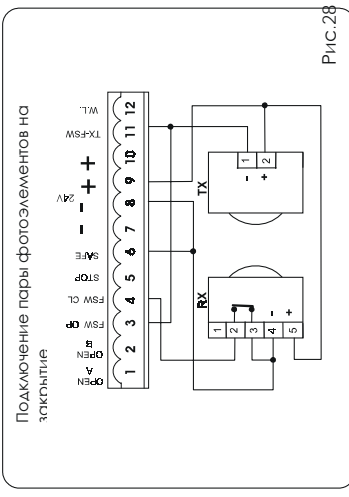 Подключение пары фотоэлементов на
закрытие
OPEN A
OPEN B
FSW OP
FSW CL
STOP
SAFE
- - + +
24V
TX-FSW
W.L.
1 2 3 4 5 6 7 8 9 10 11 12
RX
1
2
3
4 -
5 +
TX
1 -
2 +
Рис.28